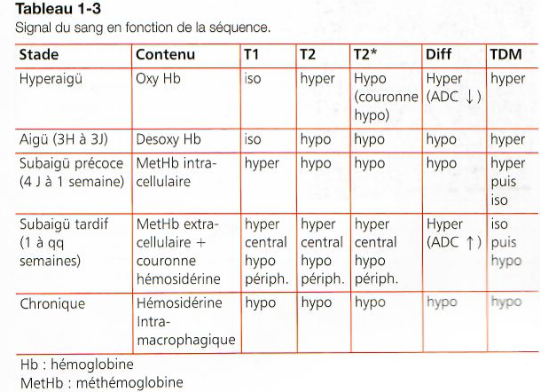 Tableau 1-3
Signal du sang en fonction de la séquence.
Stade Contenu T1 T2 T2* Diff TDM
Hyperaigü Oxy Hb iso hyper Hypo Hyper hyper
(couronne (ADC ↓)
hypo)
Aigü (3H à 3J) Desoxy Hb iso hypo hypo hypo hyper
Subaigü précoce MetHb intra- hyper hypo hypo hypo hyper
(4 J à 1 semaine) cellulaire puis
iso
Subaigü tardif MetHb extra- hyper hyper hyper Hyper iso
(1 à qq cellulaire + central central central (ADC ↑) puis
semaines) couronne hypo hypo hypo hypo
hémosidérine périph. périph. périph.
Chronique Hémosidérine hypo hypo hypo hypo hypo
Intra-
macrophagique
Hb : hémoglobine
MetHb : méthémoglobine